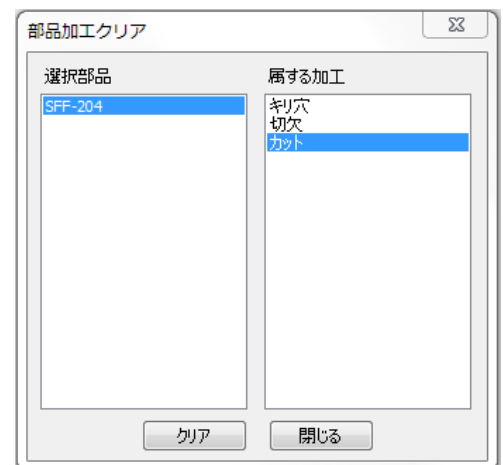 部品加工クリア
選択部品
SFF-204
属する加工
キリ穴
切欠
カット
クリア
閉じる